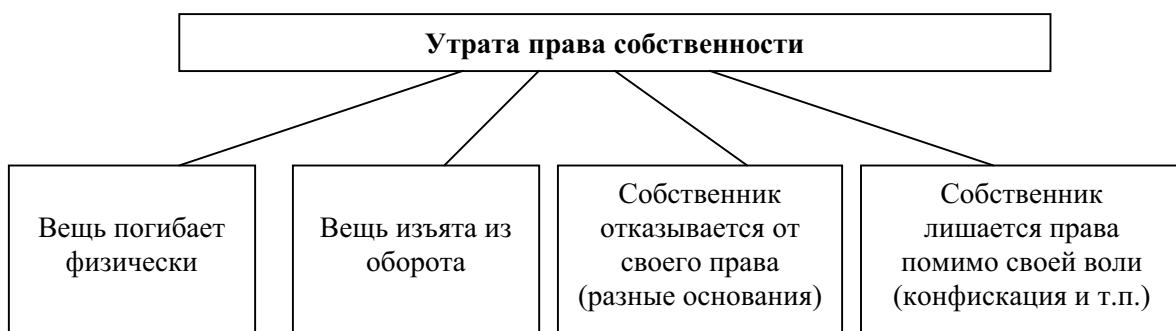 Утрата права собственности
Вещь погибает
физически
Вещь изъята из
оборота
Собственник
отказывается от
своего права
(разные основания)
Собственник
лишается права
помимо своей воли
(конфискация и т.п.)